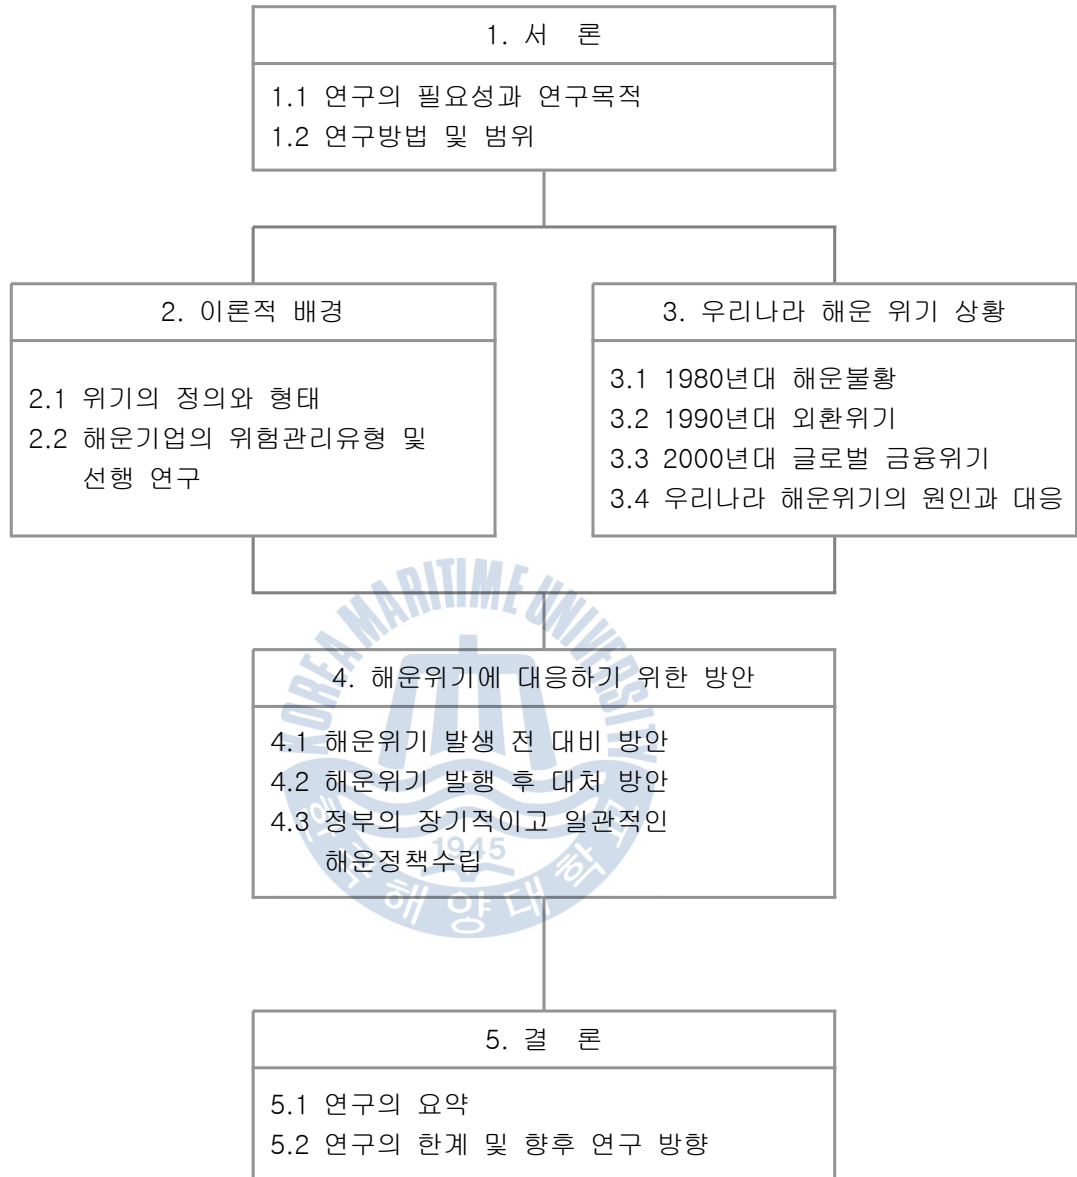 1. 서 론
1.1 연구의 필요성과 연구목적
1.2 연구방법 및 범위
2. 이론적 배경
2.1 위기의 정의와 형태
2.2 해운기업의 위험관리유형 및
선행 연구
3. 우리나라 해운 위기 상황
3.1 1980년대 해운불황
3.2 1990년대 외환위기
3.3 2000년대 글로벌 금융위기
3.4 우리나라 해운위기의 원인과 대응
KOREA MARITIME UNIVERSITY
4. 해운위기에 대응하기 위한 방안
4.1 해운위기 발생 전 대비 방안
4.2 해운위기 발행 후 대처 방안
4.3 정부의 장기적이고 일관적인
해운정책수립
1945
한국해양대학교
5. 결 론
5.1 연구의 요약
5.2 연구의 한계 및 향후 연구 방향